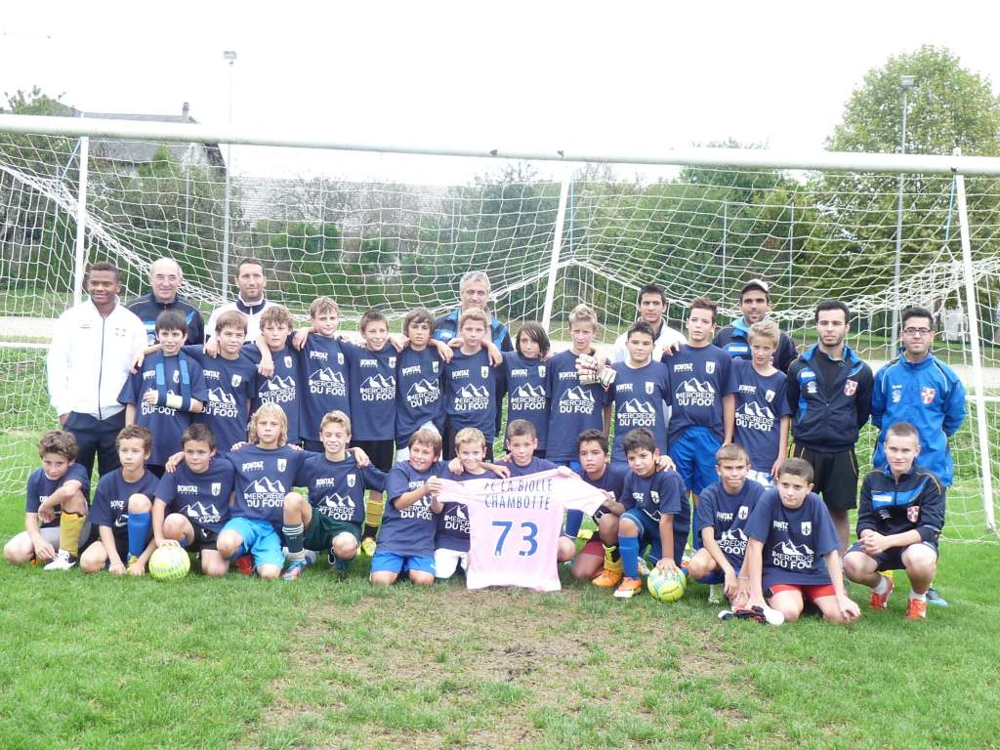 BONTAZ
MERCREDIS
DU FOOT
FC LA BIOLLE
CHAMBOTTE
73